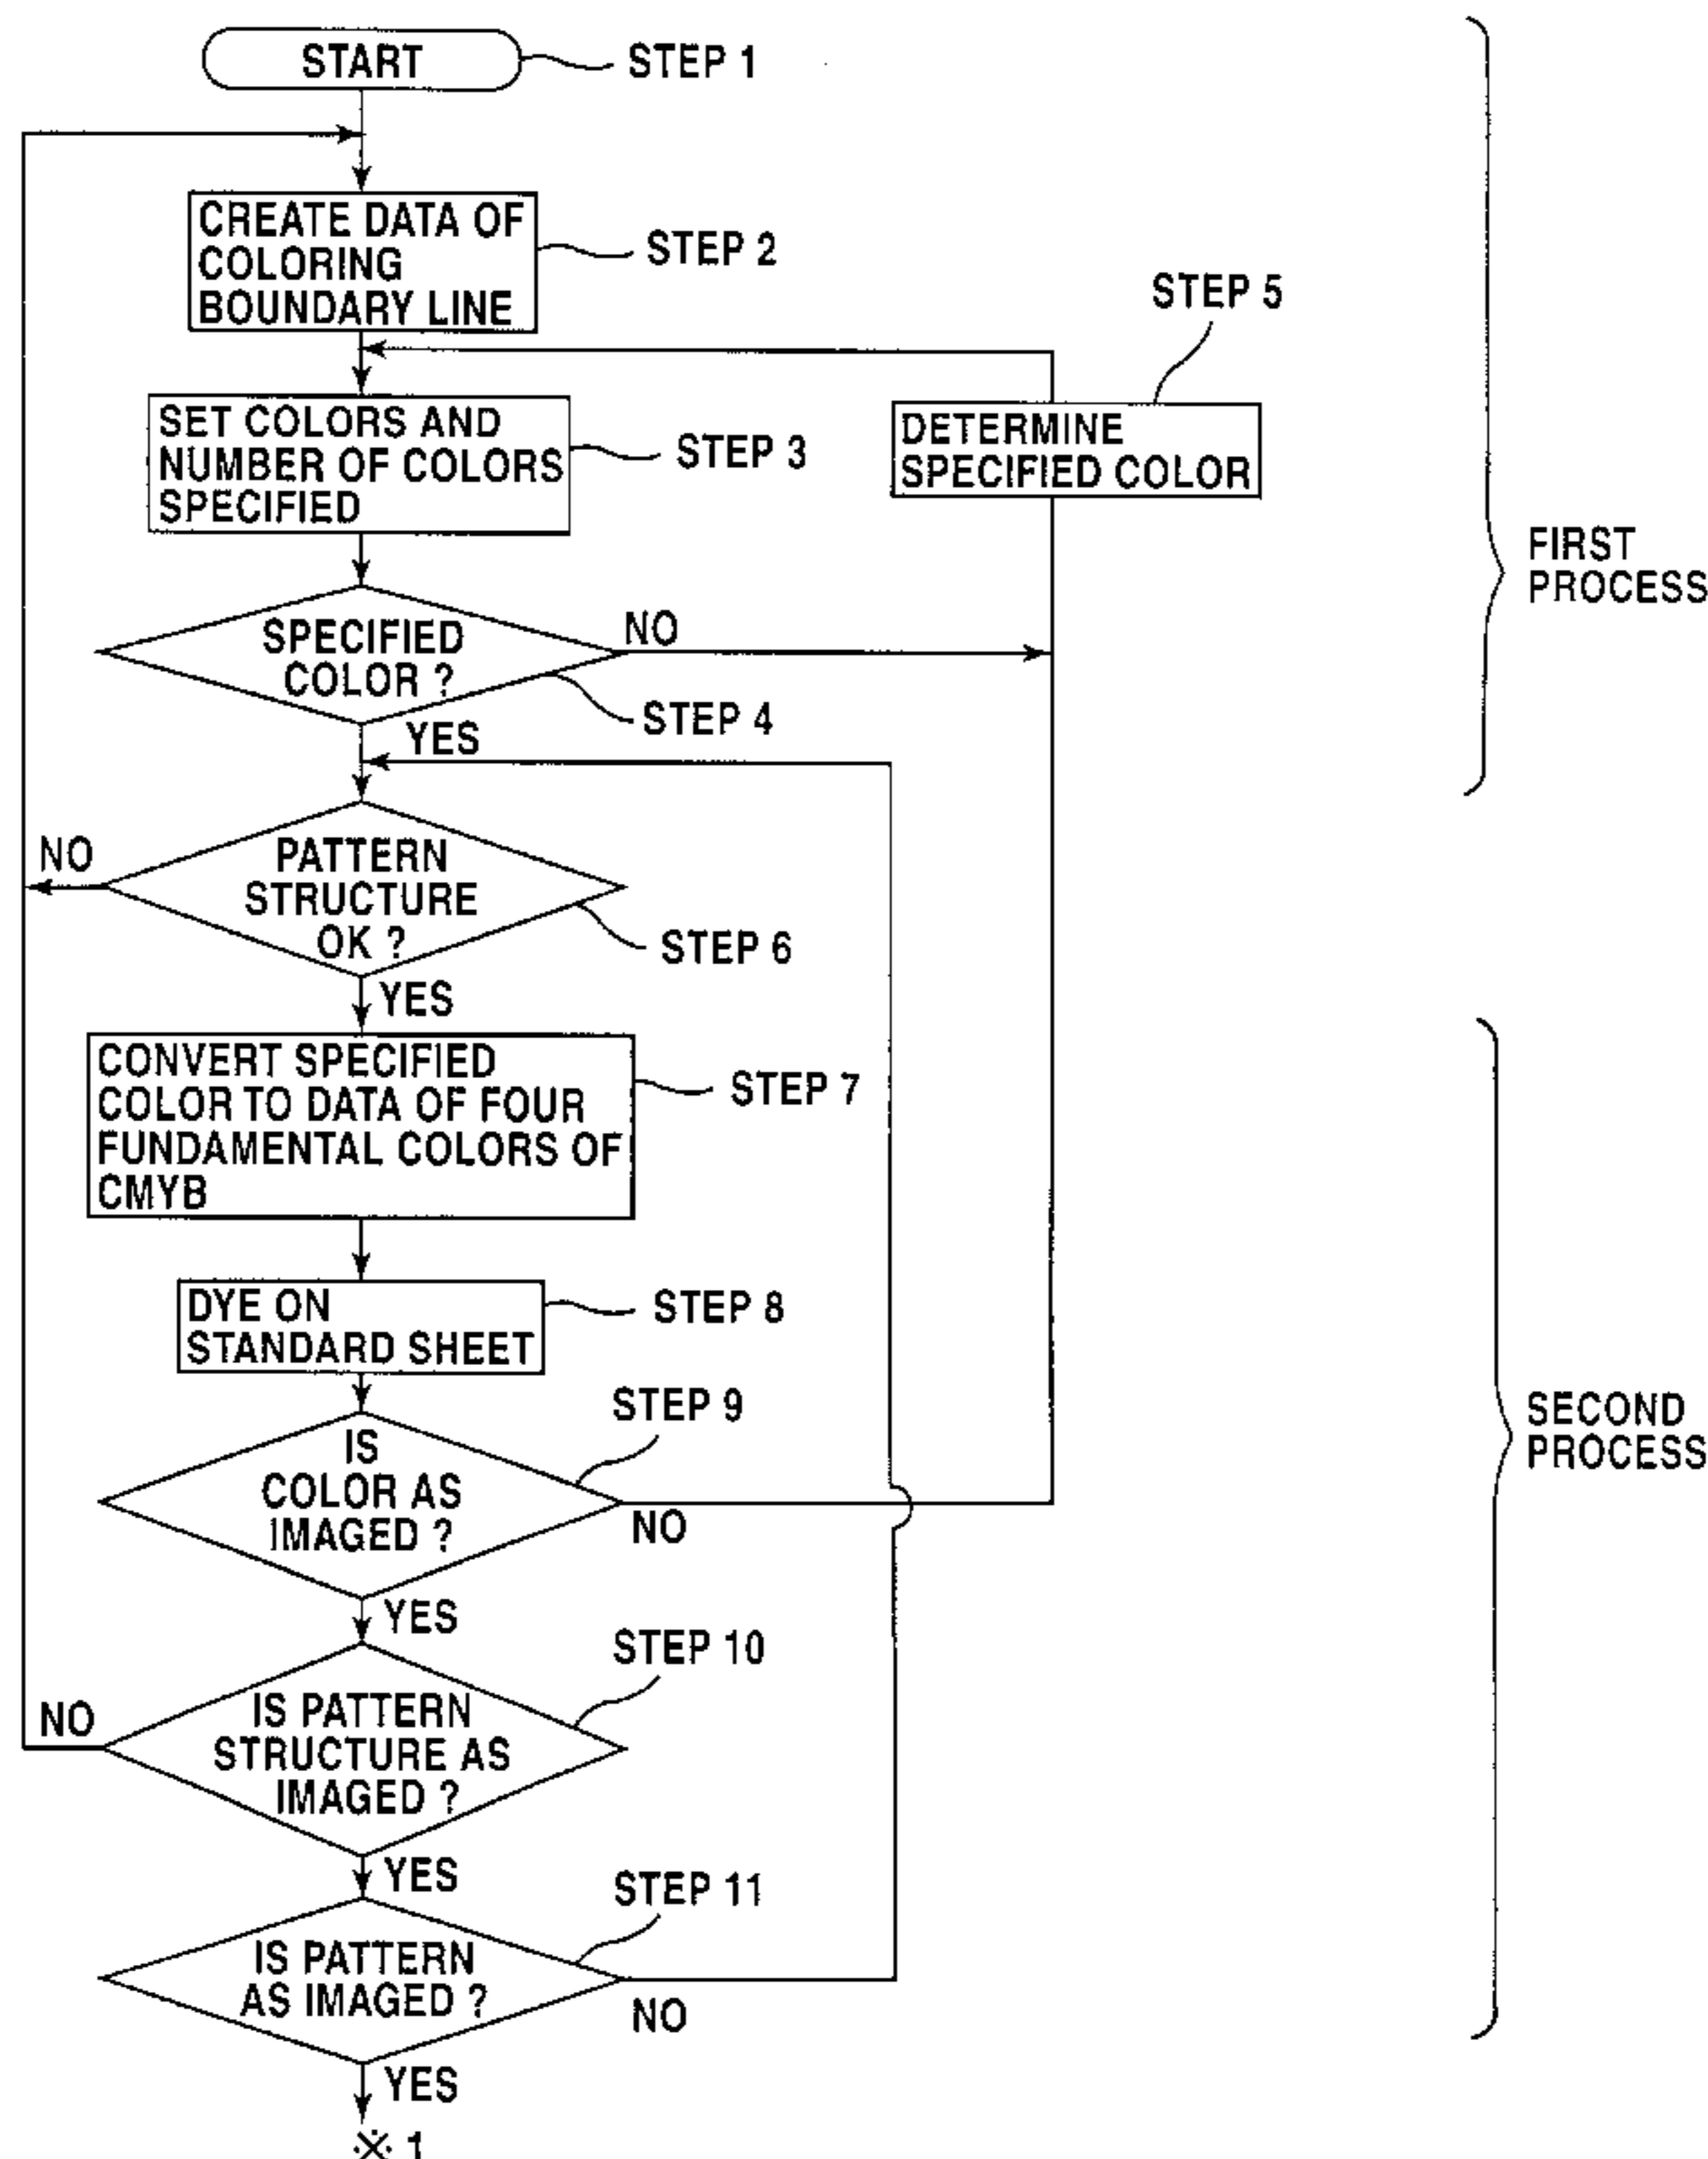 START
STEP 1
CREATE DATA OF
COLORING
BOUNDARY LINE
STEP 2
STEP 5
SET COLORS AND
NUMBER OF COLORS
SPECIFIED
STEP 3
DETERMINE
SPECIFIED COLOR
FIRST
PROCESS
SPECIFIED
COLOR ?
NO
STEP 4
YES
PATTERN
STRUCTURE
OK ?
NO
STEP 6
YES
CONVERT SPECIFIED
COLOR TO DATA OF FOUR
FUNDAMENTAL COLORS OF
CMYB
STEP 7
DYE ON
STANDARD SHEET
STEP 8
STEP 9
IS
COLOR AS
IMAGED ?
NO
SECOND
PROCESS
YES
STEP 10
IS PATTERN
STRUCTURE AS
IMAGED ?
NO
YES
STEP 11
IS PATTERN
AS IMAGED ?
NO
YES
※ 1